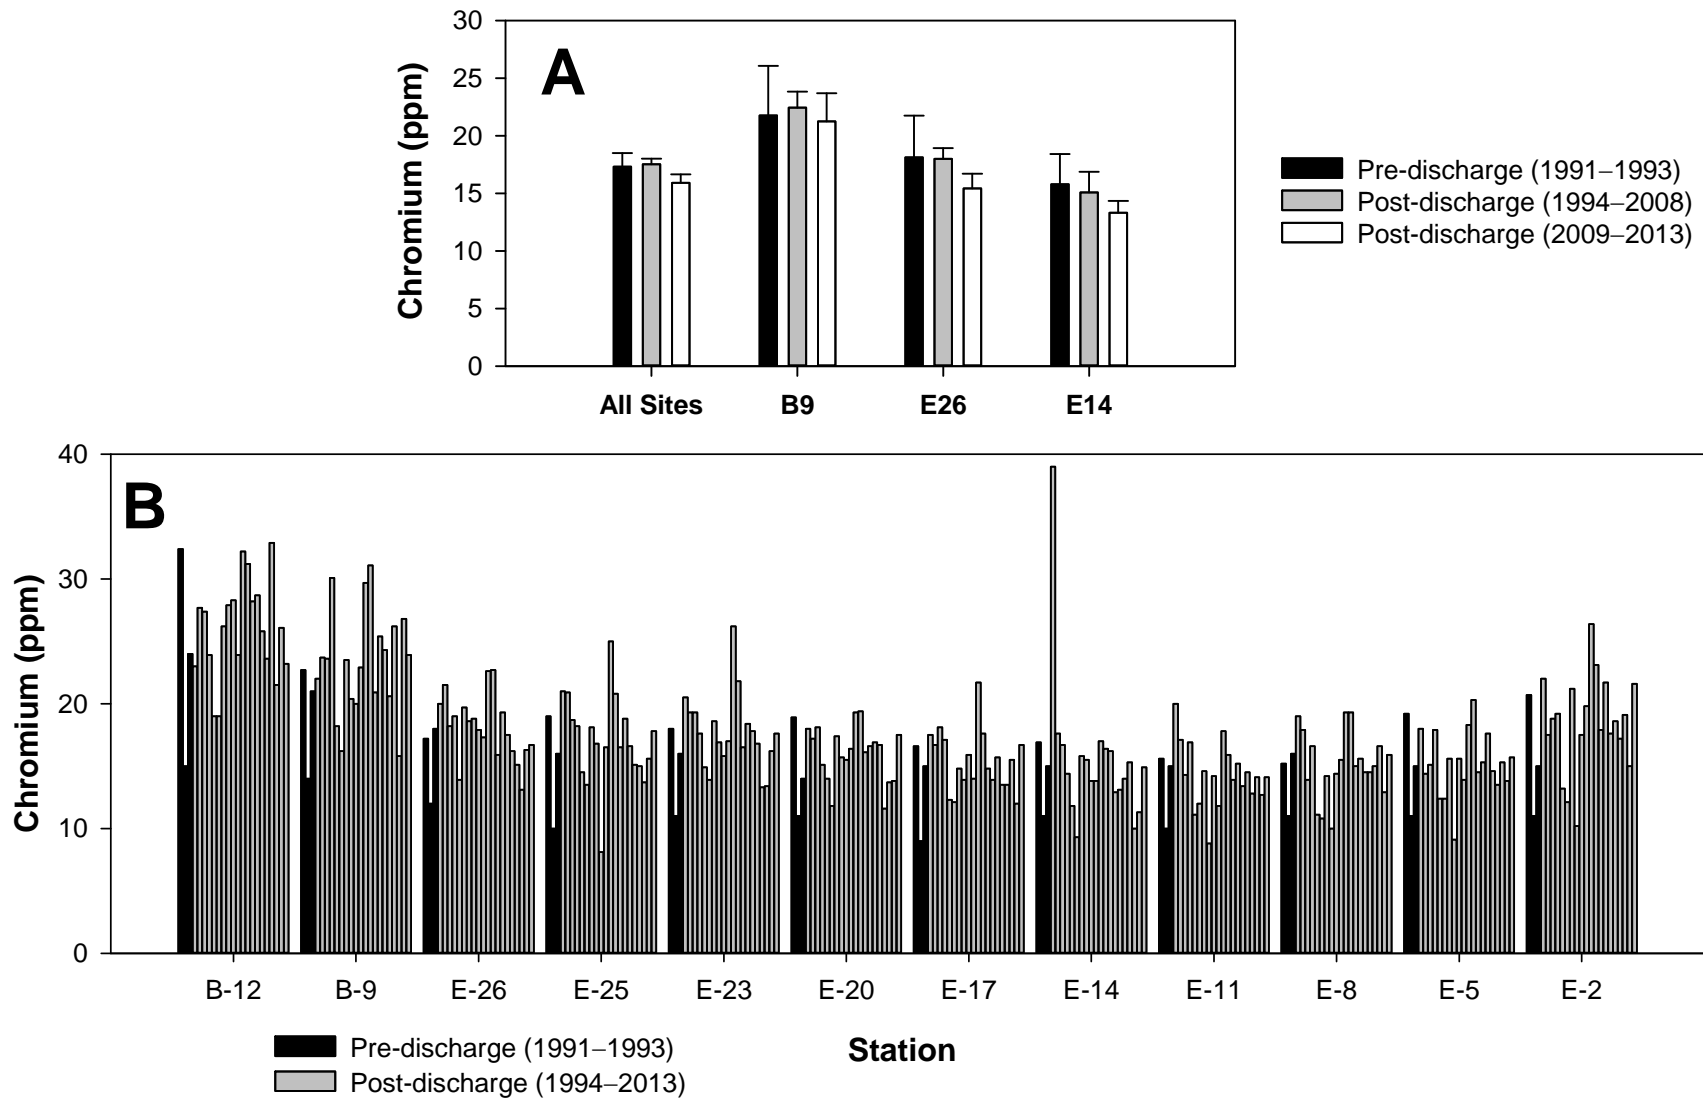 A
Chromium (ppm)
30
25
20
15
10
5
0
All Sites B9 E26 E14
Pre-discharge (1991–1993)
Post-discharge (1994–2008)
Post-discharge (2009–2013)
B
Chromium (ppm)
40
30
20
10
0
B-12 B-9 E-26 E-25 E-23 E-20 E-17 E-14 E-11 E-8 E-5 E-2
Station
Pre-discharge (1991–1993)
Post-discharge (1994–2013)